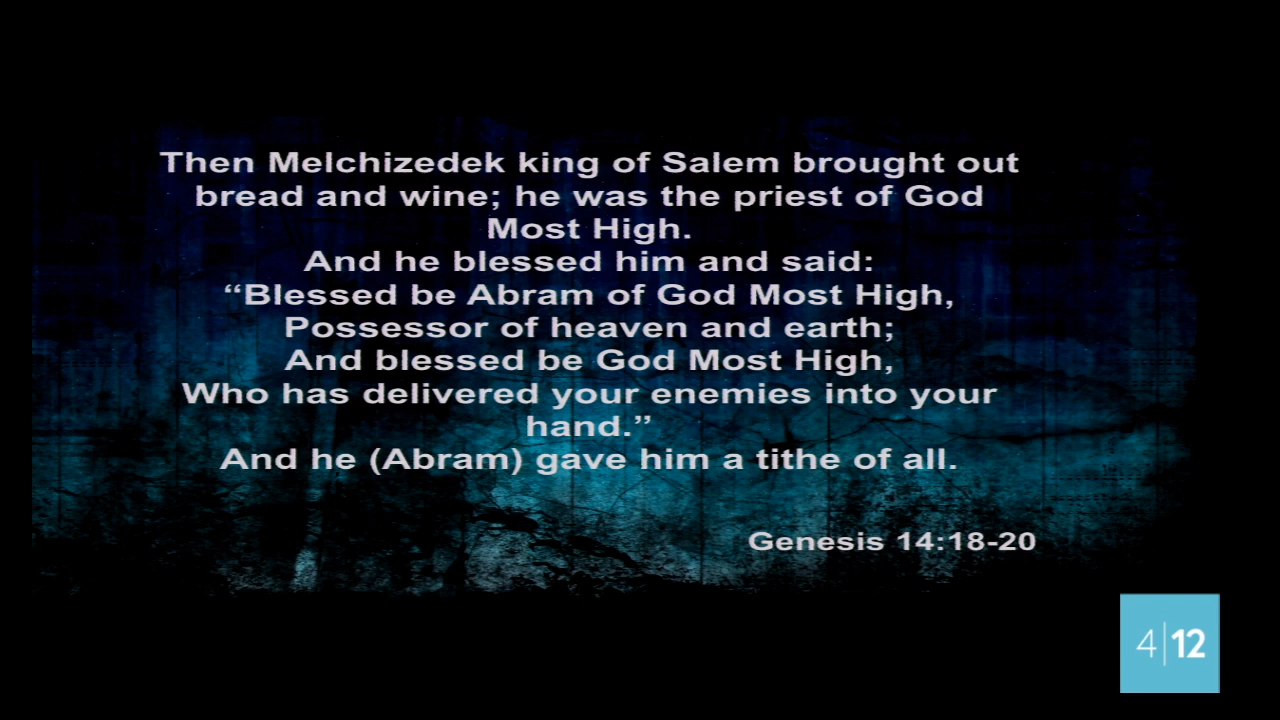 Then Melchizedek king of Salem brought out
bread and wine; he was the priest of God
Most High.
And he blessed him and said:
“Blessed be Abram of God Most High,
Possessor of heaven and earth;
And blessed be God Most High,
Who has delivered your enemies into your
hand.”
And he (Abram) gave him a tithe of all.
Genesis 14:18-20
4|12